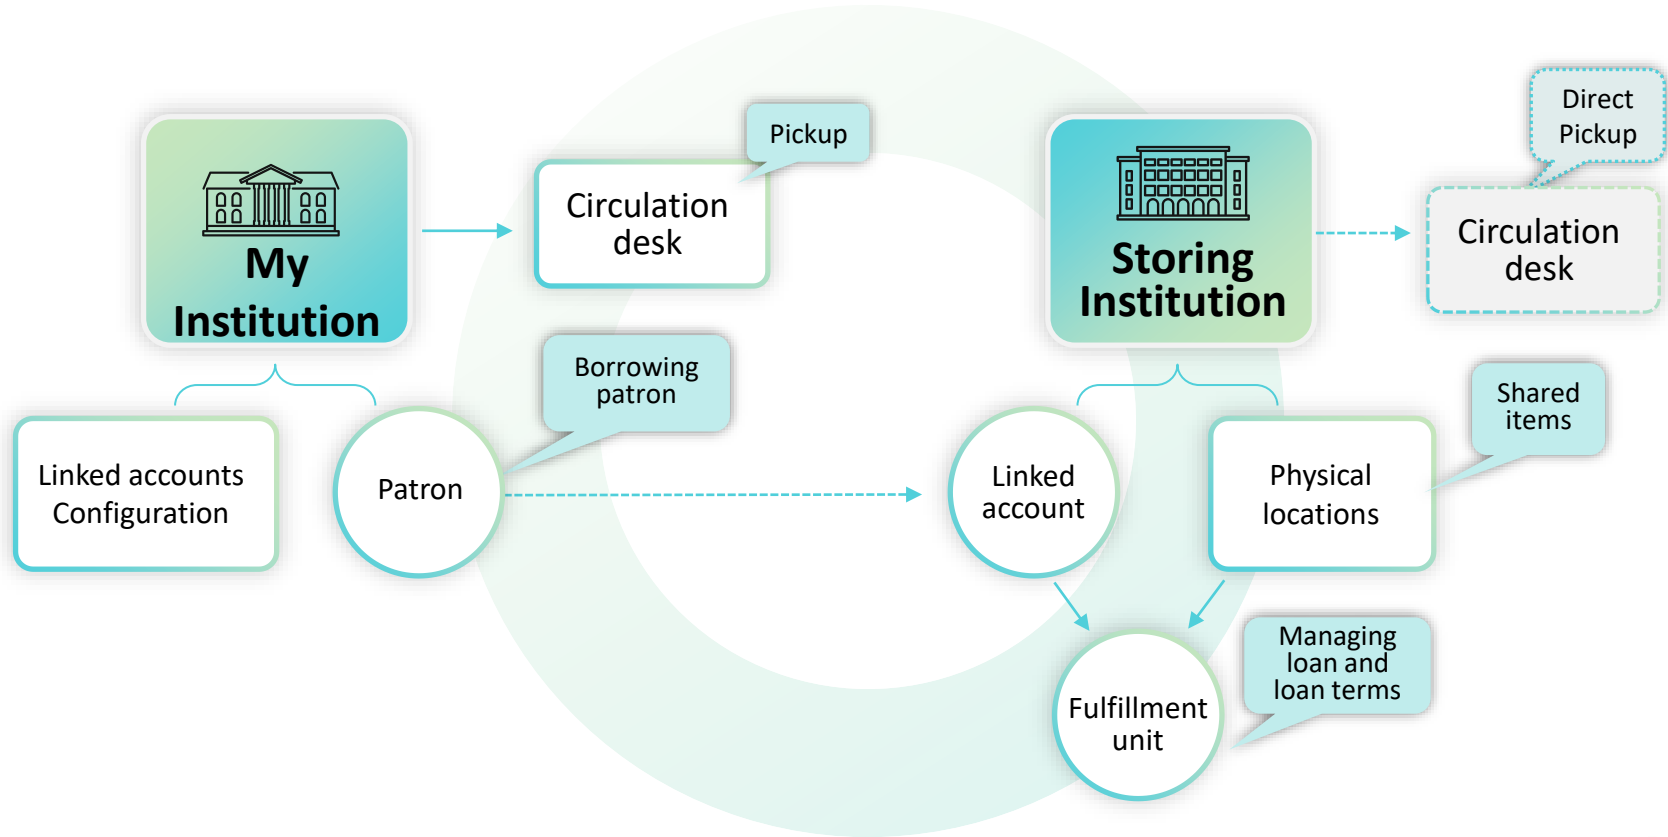 My
Institution
Circulation
desk
Pickup
Storing
Institution
Direct
Pickup
Circulation
desk
Linked accounts
Configuration
Patron
Borrowing
patron
Linked
account
Physical
locations
Shared
items
Fulfillment
unit
Managing
loan and
loan terms